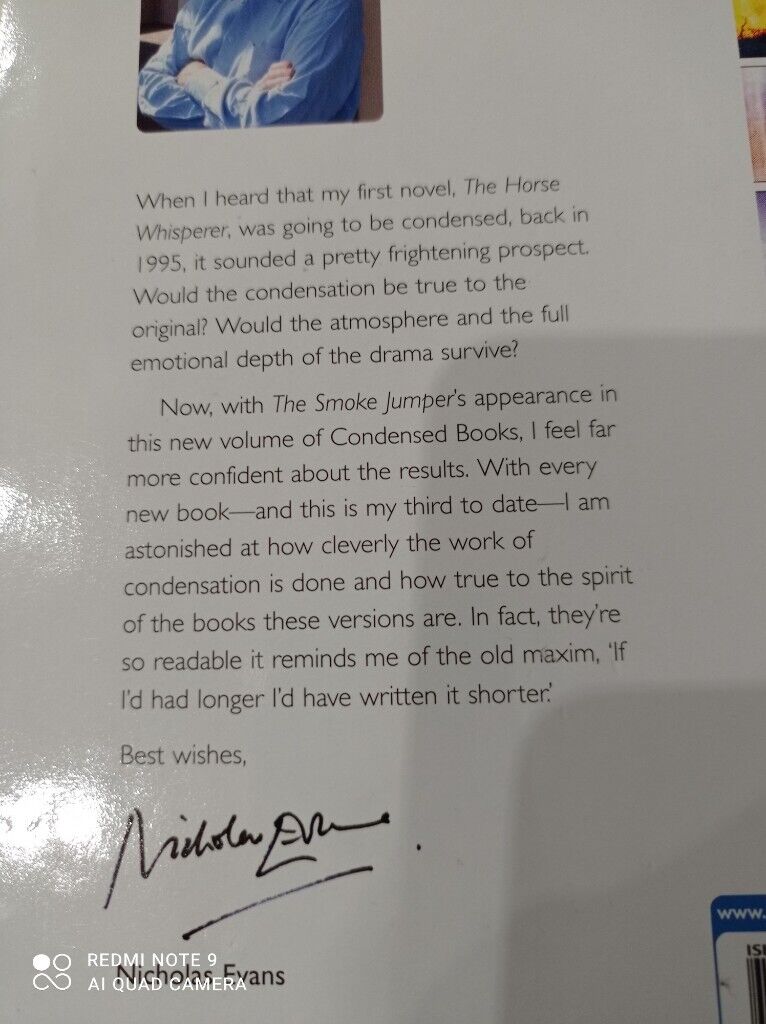 When I heard that my first novel, The Horse
Whisperer, was going to be condensed, back in
1995, it sounded a pretty frightening prospect.
Would the condensation be true to the
original? Would the atmosphere and the full
emotional depth of the drama survive?
Now, with The Smoke Jumper's appearance in
this new volume of Condensed Books, I feel far
more confident about the results. With every
new book—and this is my third to date—I am
astonished at how cleverly the work of
condensation is done and how true to the spirit
of the books these versions are. In fact, they're
so readable it reminds me of the old maxim, 'If
I'd had longer I'd have written it shorter.'
Best wishes,
Nicholas Evans
Nicholas Evans
www.
ISB
REDMI NOTE 9
AI QUAD CAMERA